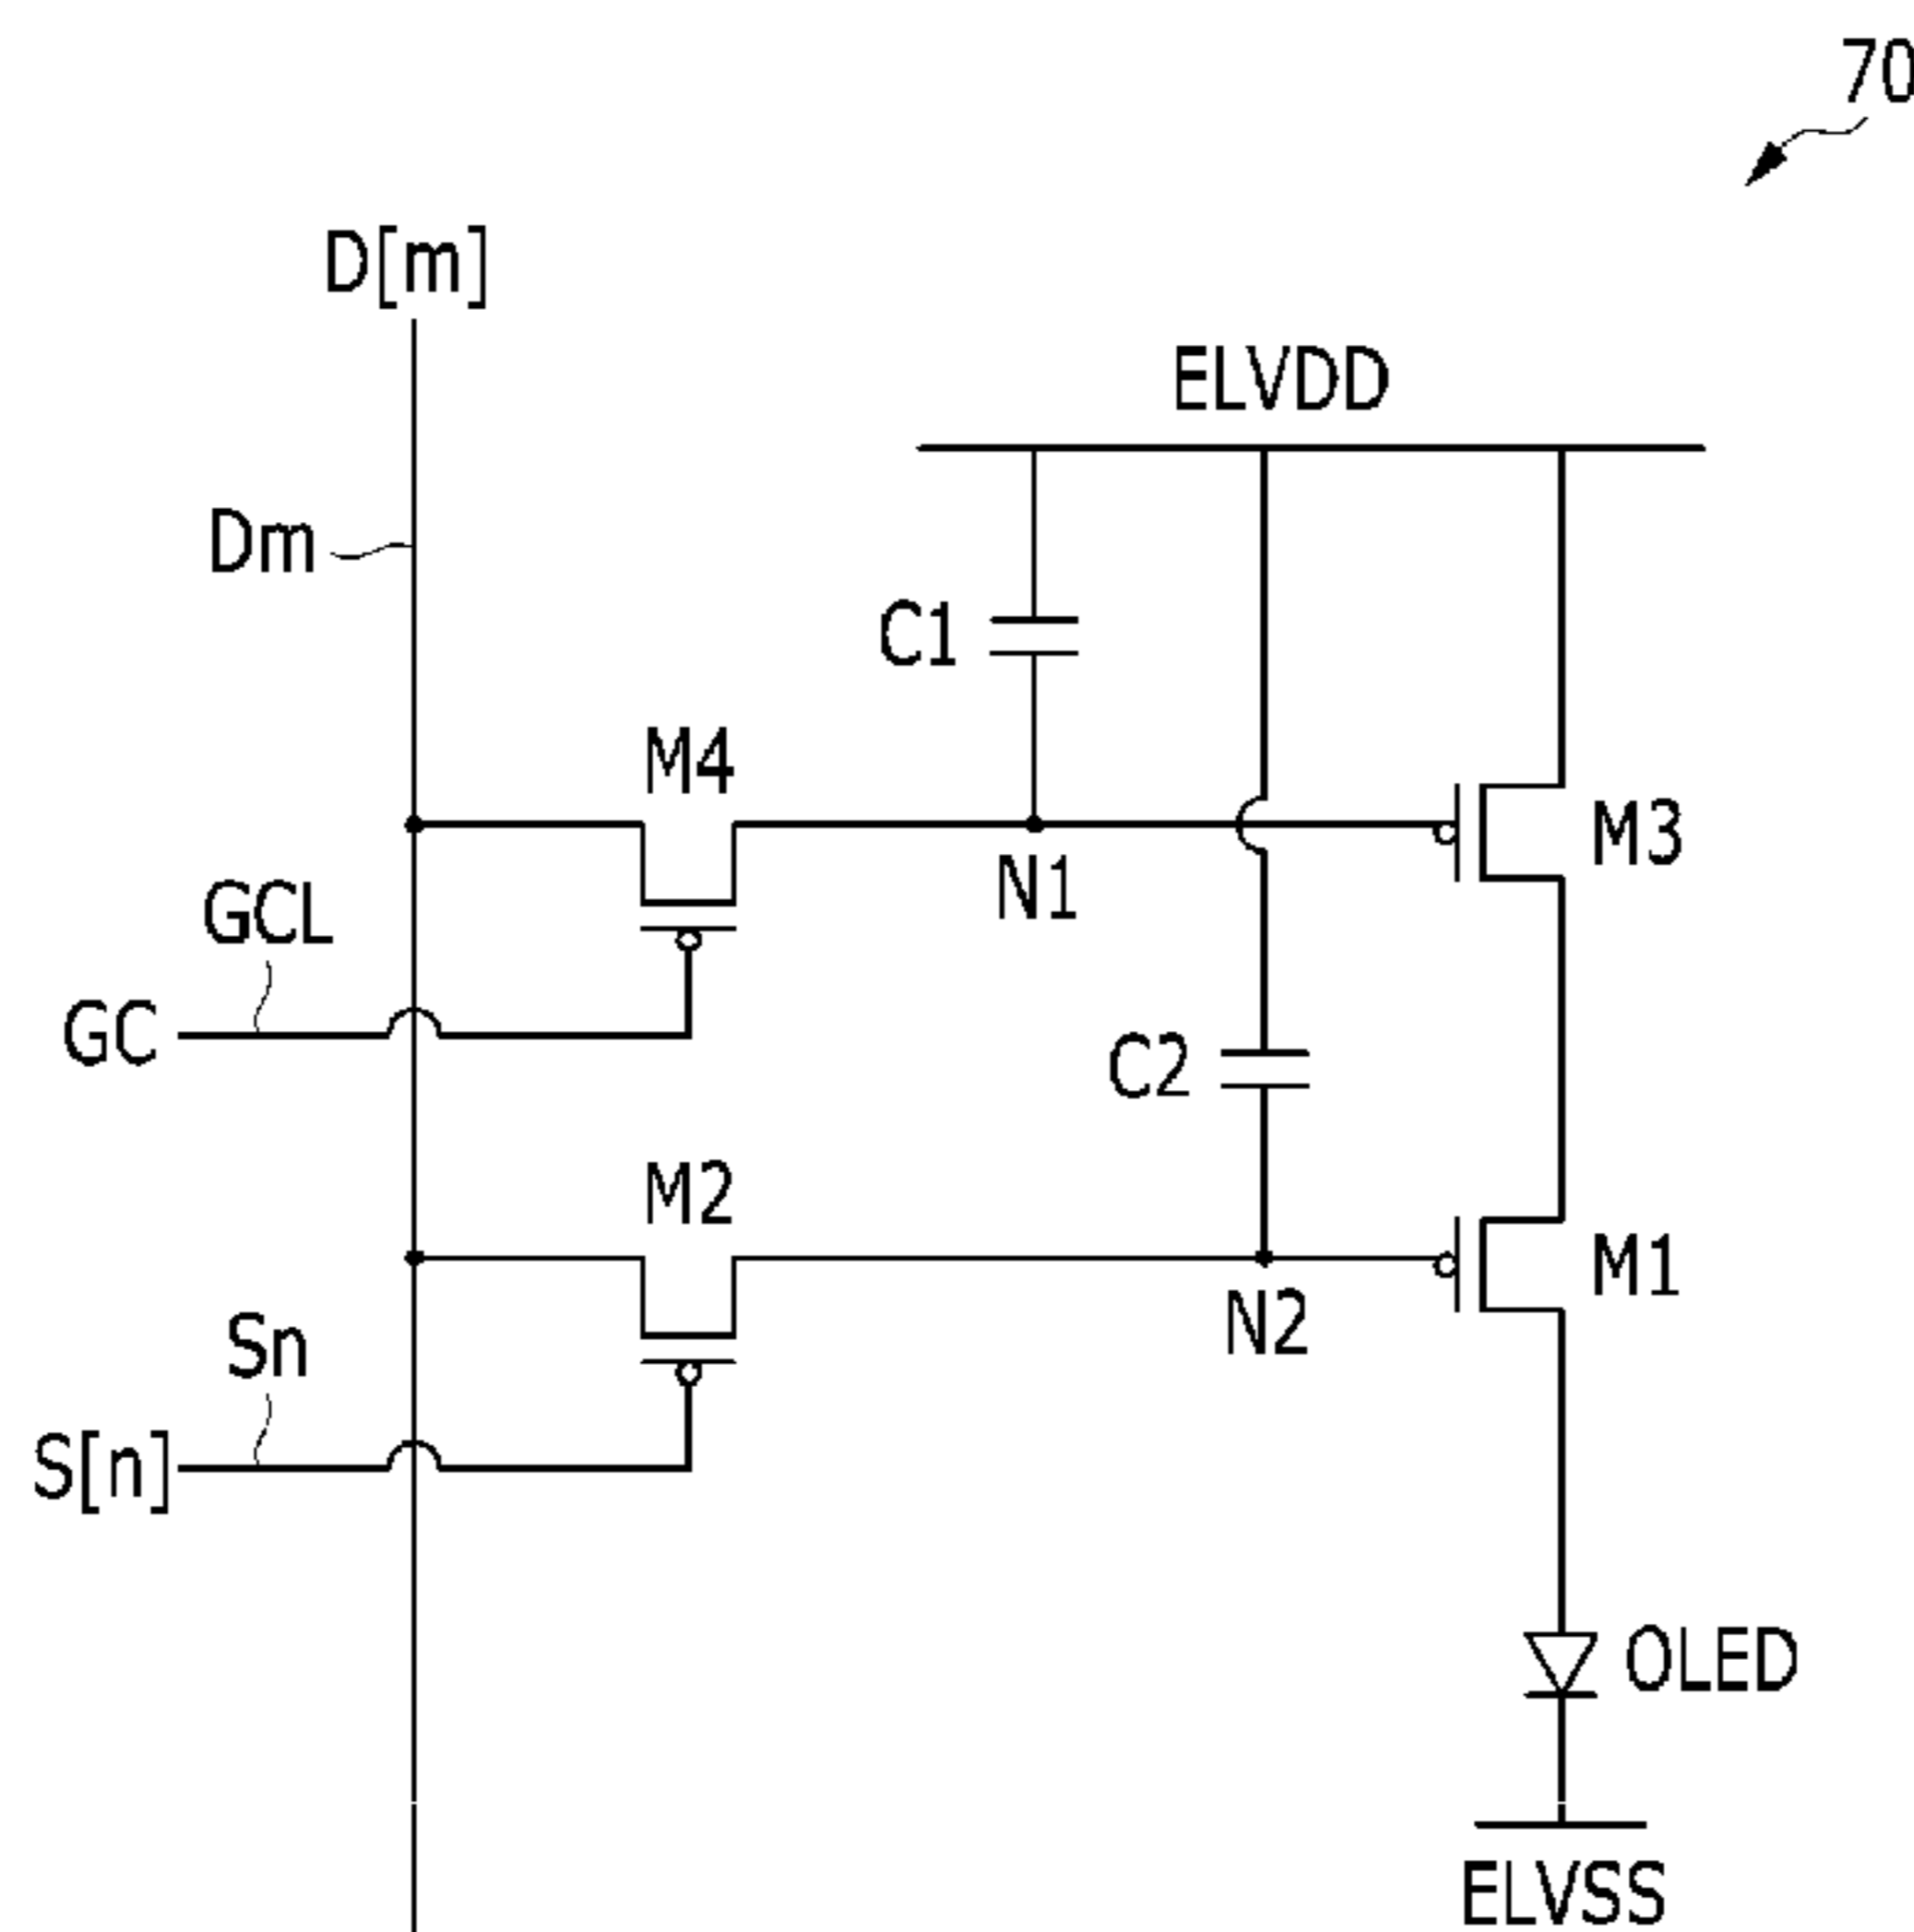 70
D[m]
ELVDD
Dm
C1
M4
M3
N1
GCL
GC
C2
M2
M1
N2
Sn
S[n]
OLED
ELVSS